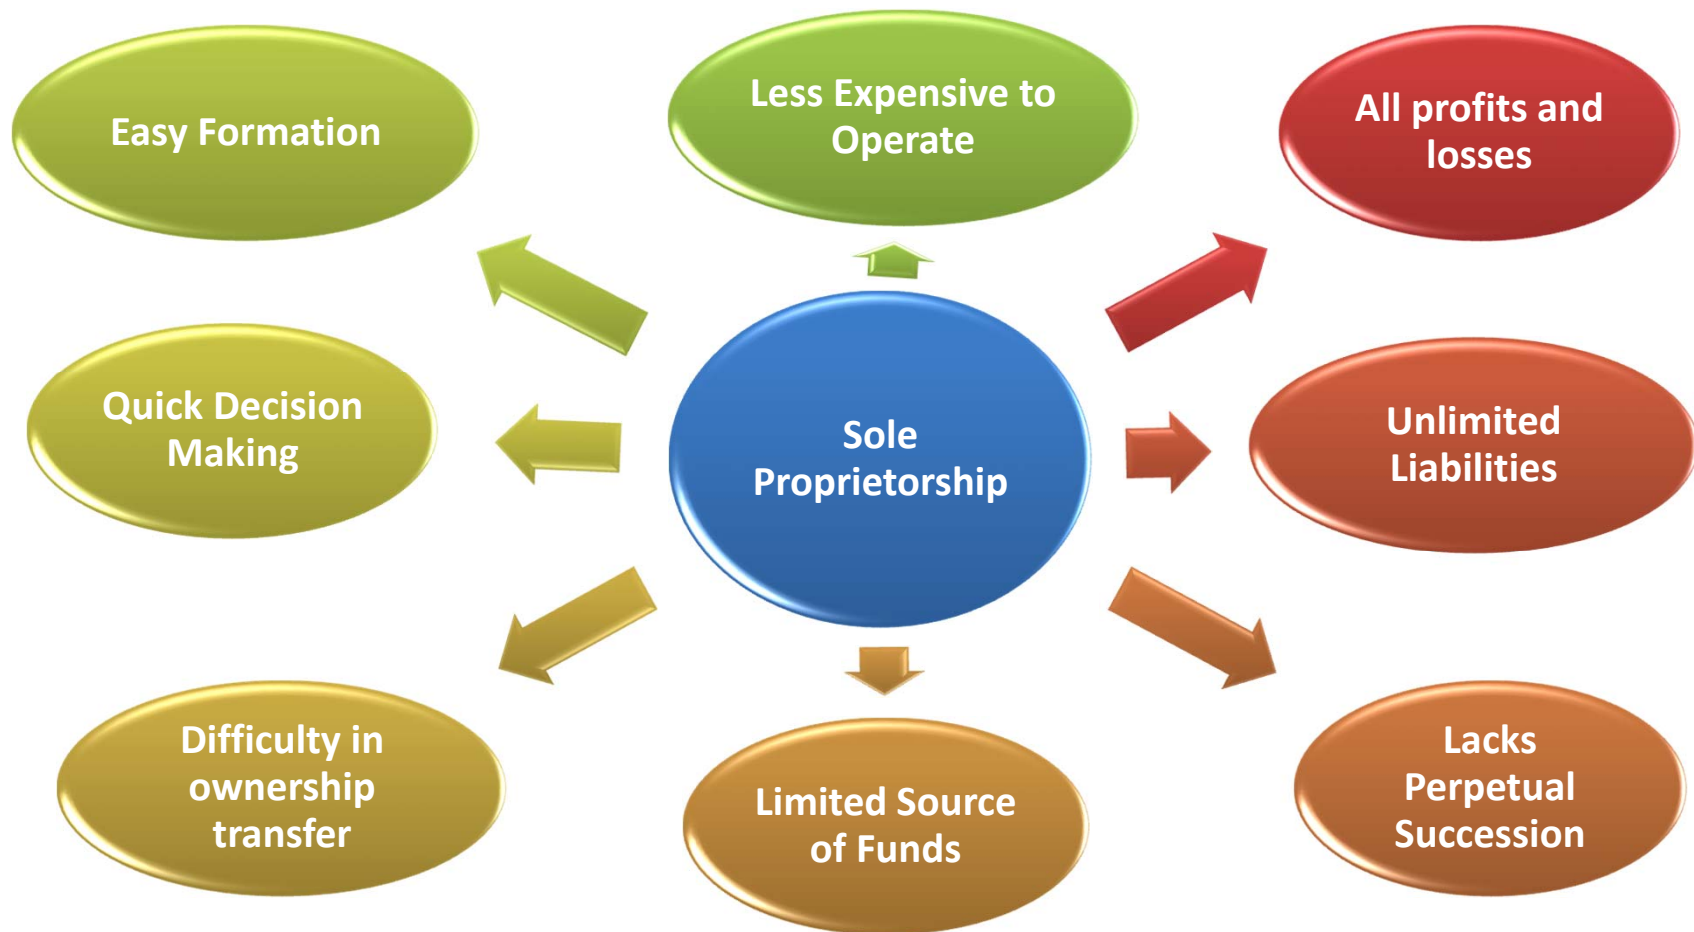 Easy Formation
Less Expensive to
Operate
All profits and
losses
Quick Decision
Making
Sole
Proprietorship
Unlimited
Liabilities
Difficulty in
ownership
transfer
Limited Source
of Funds
Lacks
Perpetual
Succession